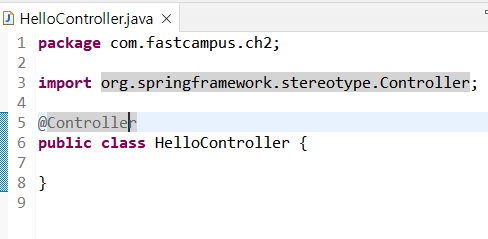 HelloController.java
1 package com.fastcampus.ch2;
2
3 import org.springframework.stereotype.Controller;
4
5 @Controller
6 public class HelloController {
7
8 }
9